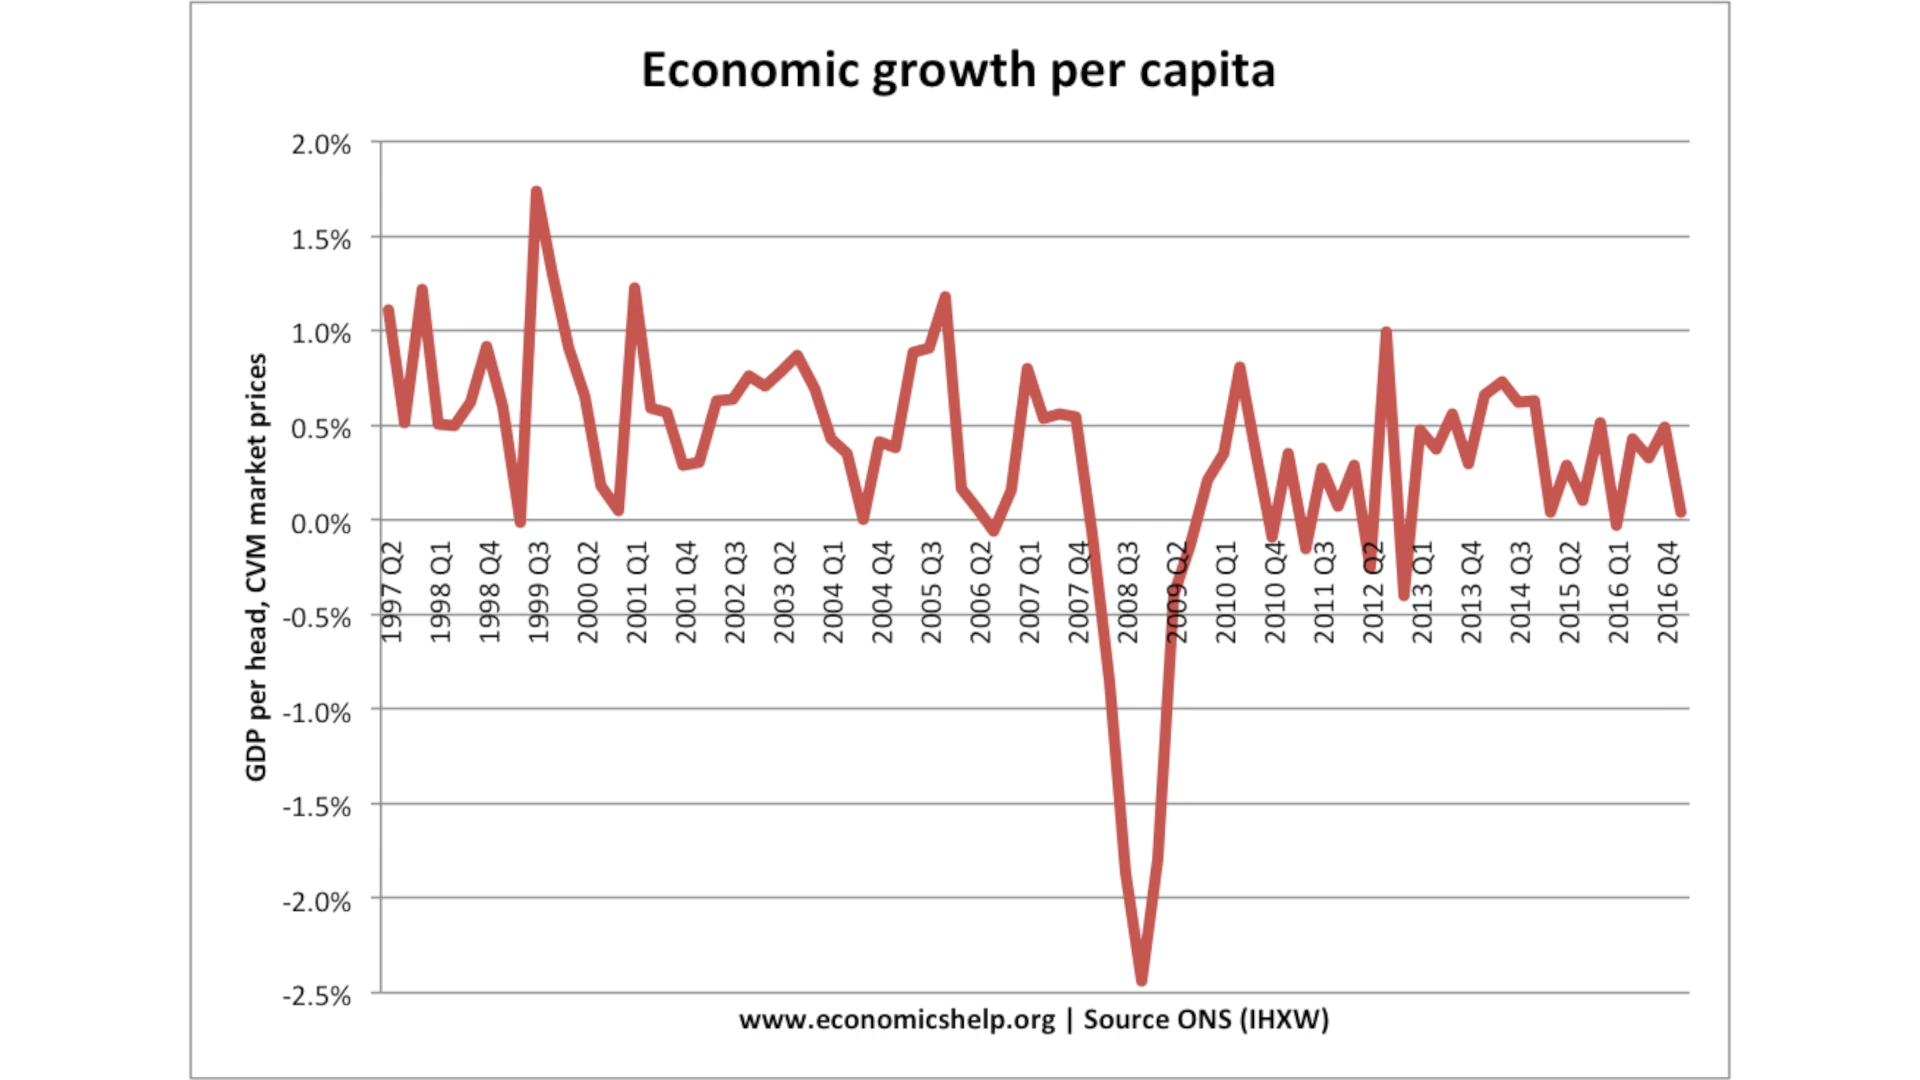 Economic growth per capita
GDP per head, CVM market prices
2.0%
1.5%
1.0%
0.5%
0.0%
-0.5%
-1.0%
-1.5%
-2.0%
-2.5%
1997 Q2
1998 Q1
1998 Q4
1999 Q3
2000 Q2
2001 Q1
2001 Q4
2002 Q3
2003 Q2
2004 Q1
2004 Q4
2005 Q3
2006 Q2
2007 Q1
2007 Q4
2008 Q3
2009 Q2
2010 Q1
2010 Q4
2011 Q3
2012 Q2
2013 Q1
2013 Q4
2014 Q3
2015 Q2
2016 Q1
2016 Q4
www.economicshelp.org | Source ONS (IHXW)